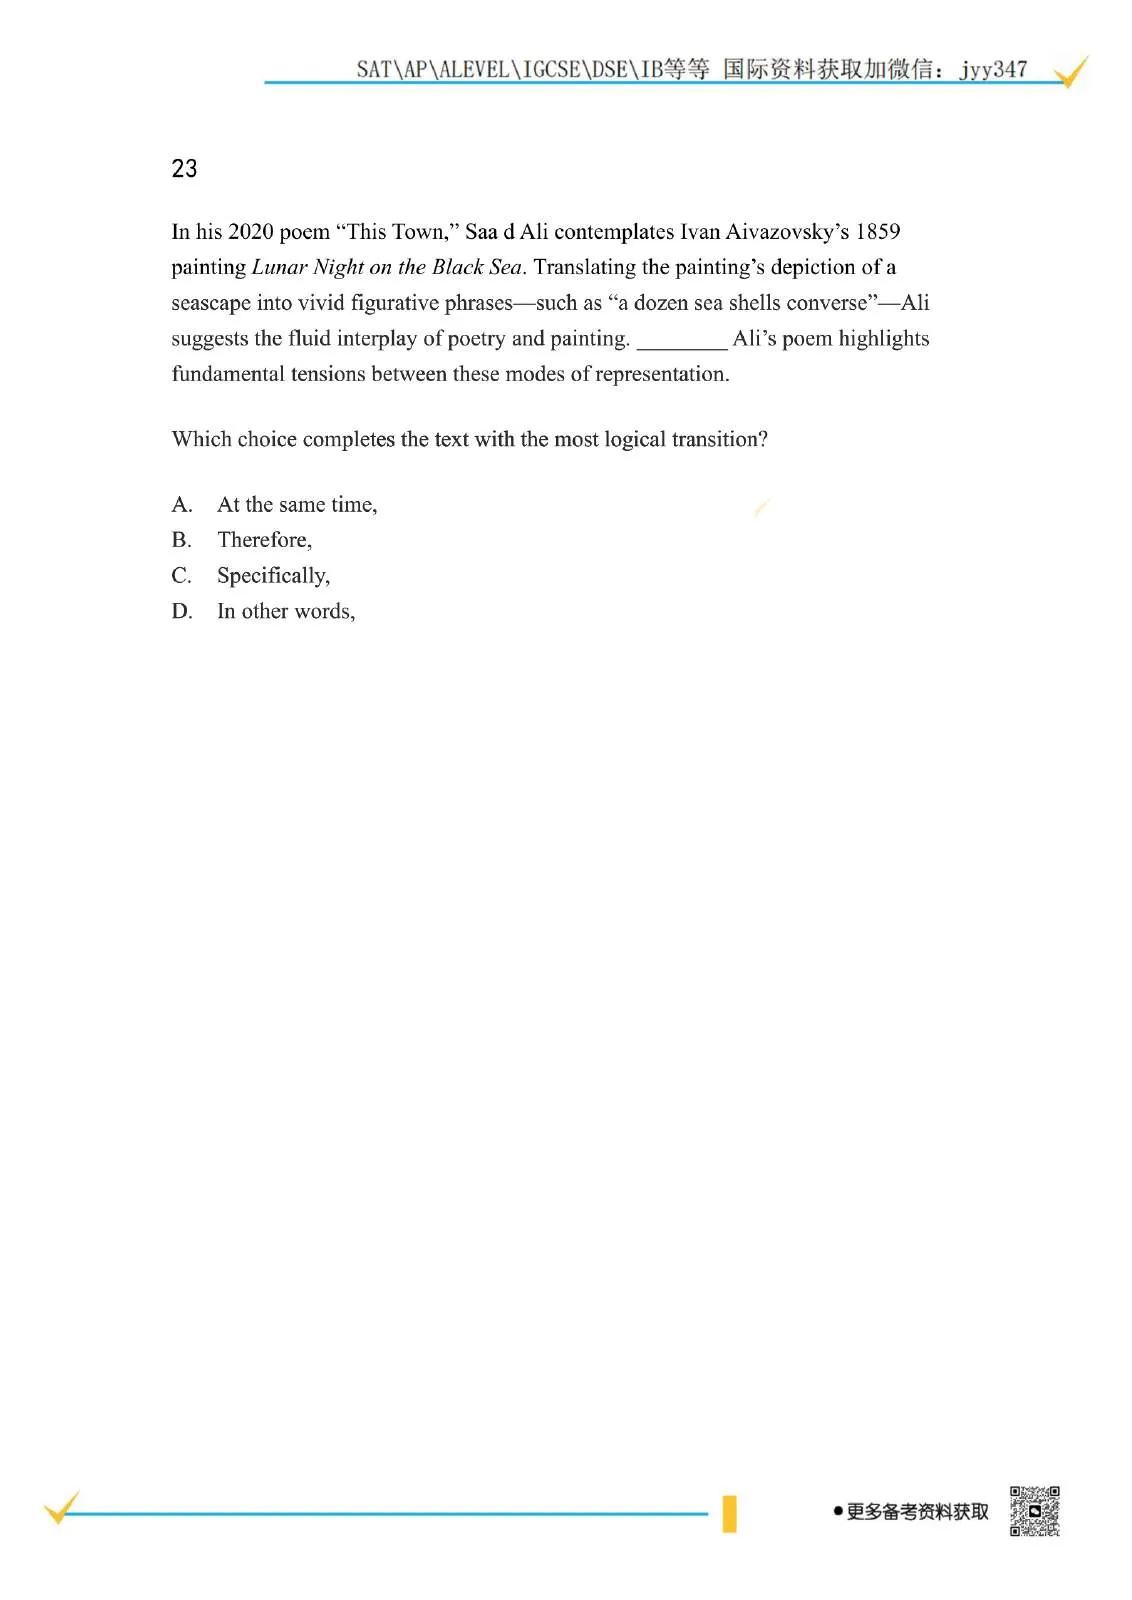 SAT\AP\ALEVEL\IGCSE\DSE\IB等等 国际资料获取加微信: jyy347
23
In his 2020 poem “This Town,” Saa d Ali contemplates Ivan Aivazovsky’s 1859
painting Lunar Night on the Black Sea. Translating the painting’s depiction of a
seascape into vivid figurative phrases—such as “a dozen sea shells converse”—Ali
suggests the fluid interplay of poetry and painting. ________ Ali’s poem highlights
fundamental tensions between these modes of representation.
Which choice completes the text with the most logical transition?
A. At the same time,
B. Therefore,
C. Specifically,
D. In other words,
●更多备考资料获取